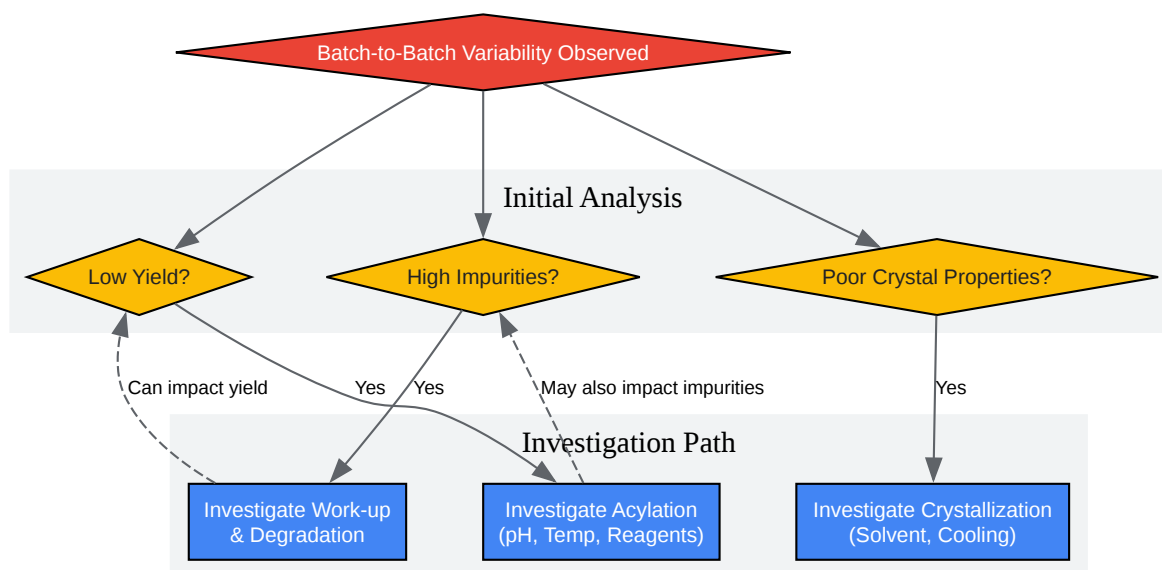 Batch-to-Batch Variability Observed
Initial Analysis
Low Yield?
High Impurities?
Poor Crystal Properties?
Can impact yield
Yes
Yes
May also impact impurities
Yes
Investigation Path
Investigate Work-up
& Degradation
Investigate Acylation
(pH, Temp, Reagents)
Investigate Crystallization
(Solvent, Cooling)